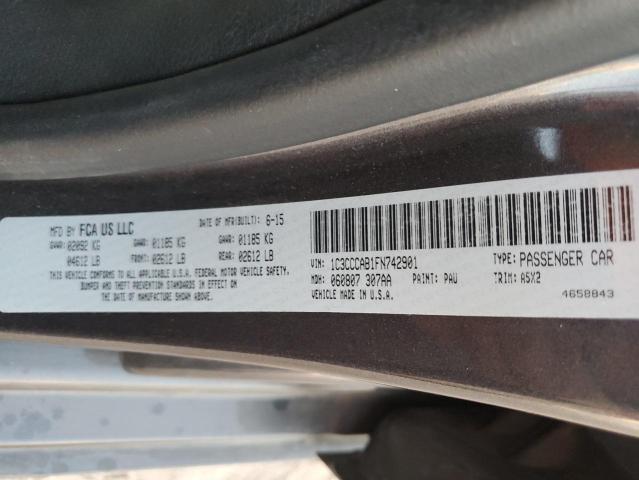 MFD BY FCA US LLC DATE OF MFR(BUILT): 6-15
GVWR: 02092 KG GAWR: 01185 KG GAWR: 01185 KG
04612 LB FRONT: 02612 LB REAR: 02612 LB
THIS VEHICLE CONFORMS TO ALL APPLICABLE U.S.A. FEDERAL MOTOR VEHICLE SAFETY,
BUMPER AND THEFT PREVENTION STANDARDS IN EFFECT ON
THE DATE OF MANUFACTURE SHOWN ABOVE.
VIN: 1C3CCCAB1FN742901 TYPE: PASSENGER CAR
MDH: 060807 307AA PAINT: PAU TRIM: A5X2
VEHICLE MADE IN U.S.A. 4658843